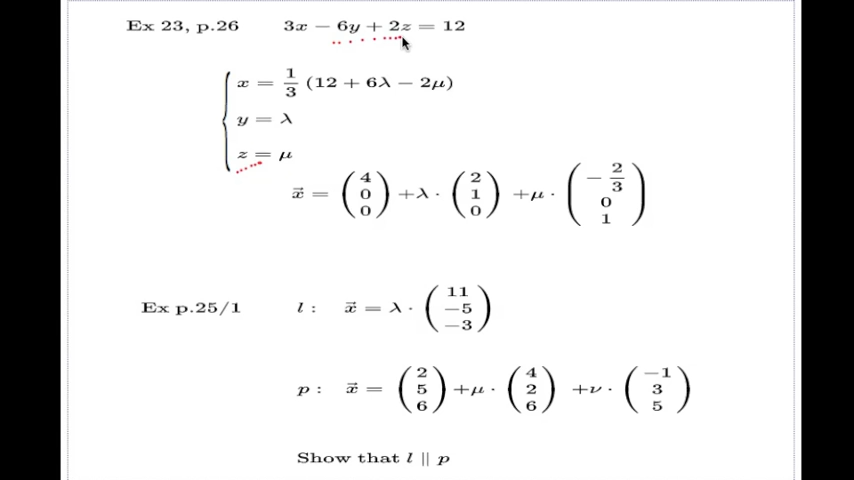 Ex 23, p.26 3x − 6y + 2z = 12
{ x = 1/3 (12 + 6λ − 2μ)
y = λ
z = μ
x⃗ = (4 0 0) + λ · (2 1 0) + μ · (−2/3 0 1)
Ex p.25/1 l : x⃗ = λ · (11 −5 −3)
p : x⃗ = (2 5 6) + μ · (4 2 6) + ν · (−1 3 5)
Show that l ∥ p